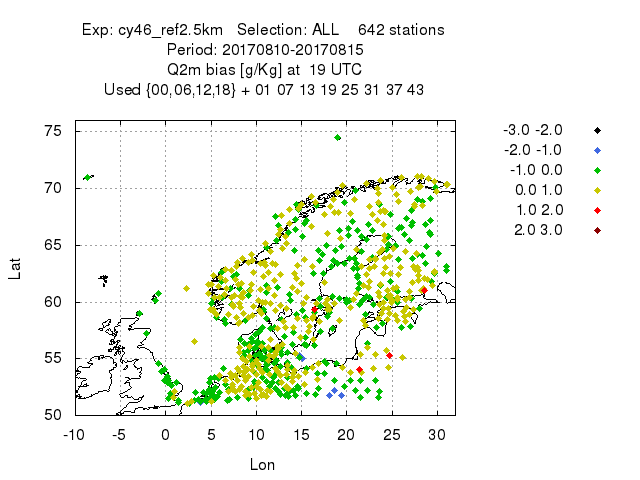 Exp: cy46_ref2.5km   Selection: ALL    642 stations
Period: 20170810-20170815
Q2m bias [g/Kg] at  19 UTC
Used {00,06,12,18} + 01 07 13 19 25 31 37 43
-3.0 -2.0
-2.0 -1.0
-1.0 0.0
0.0 1.0
1.0 2.0
2.0 3.0
75
70
65
60
55
50
Lat
-10 -5 0 5 10 15 20 25 30
Lon